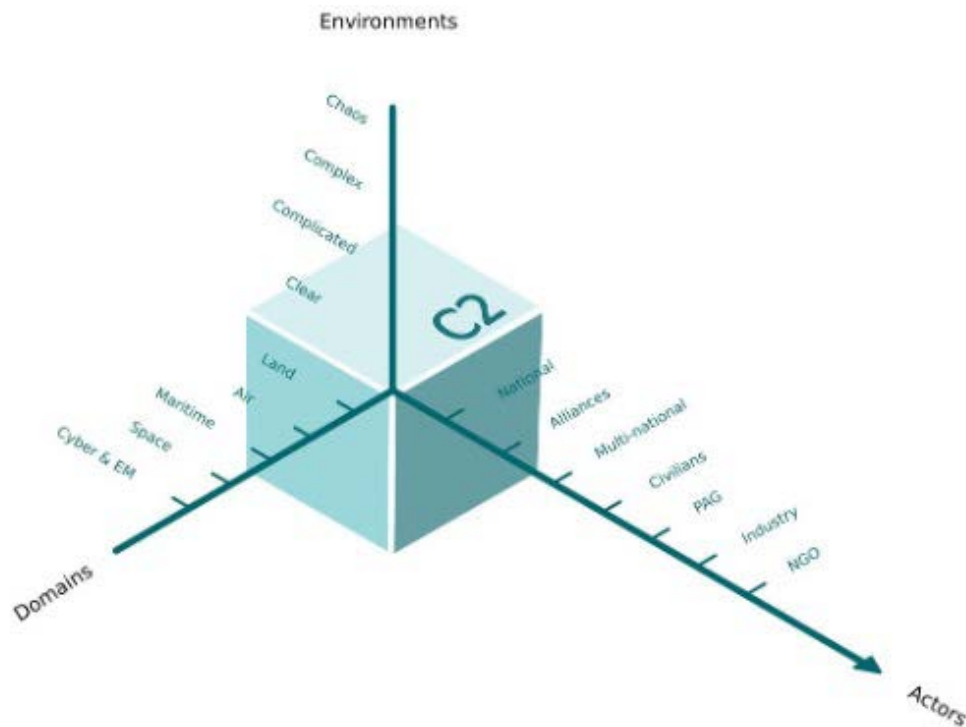 Environments
Chaos
Complex
Complicated
Clear
C2
Land
Air
Maritime
Space
Cyber & EM
Domains
National
Alliances
Multi-national
Civilians
PAG
Industry
NGO
Actors